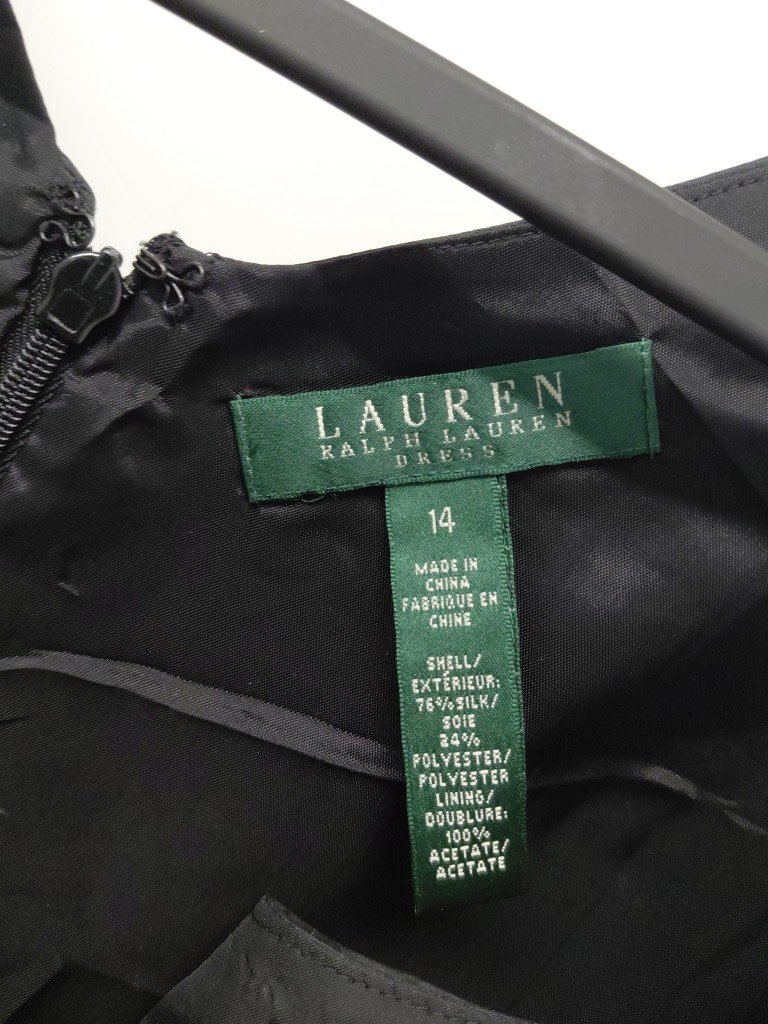 LAUREN
RALPH LAUREN
DRESS
14
MADE IN
CHINA
FABRIQUE EN
CHINE
SHELL/
EXTÉRIEUR:
76%SILK/
SOIE
24%
POLYESTER/
POLYESTER
LINING/
DOUBLURE:
100%
ACETATE/
ACETATE